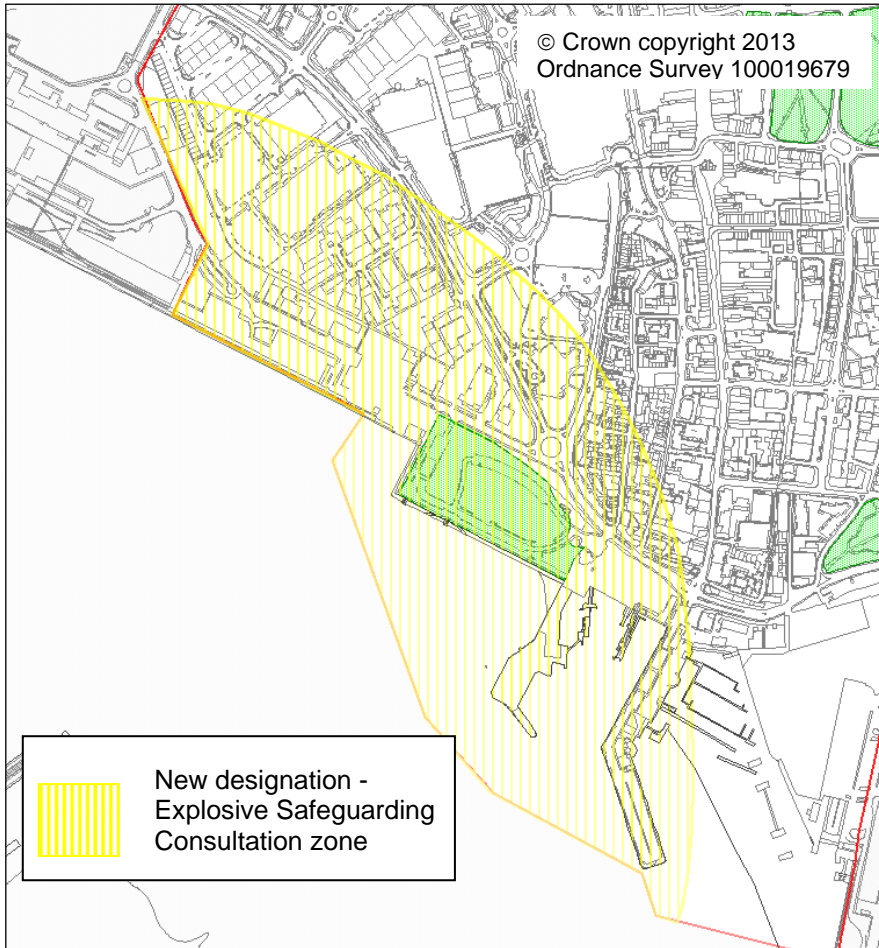 © Crown copyright 2013
Ordnance Survey 100019679
New designation -
Explosive Safeguarding
Consultation zone